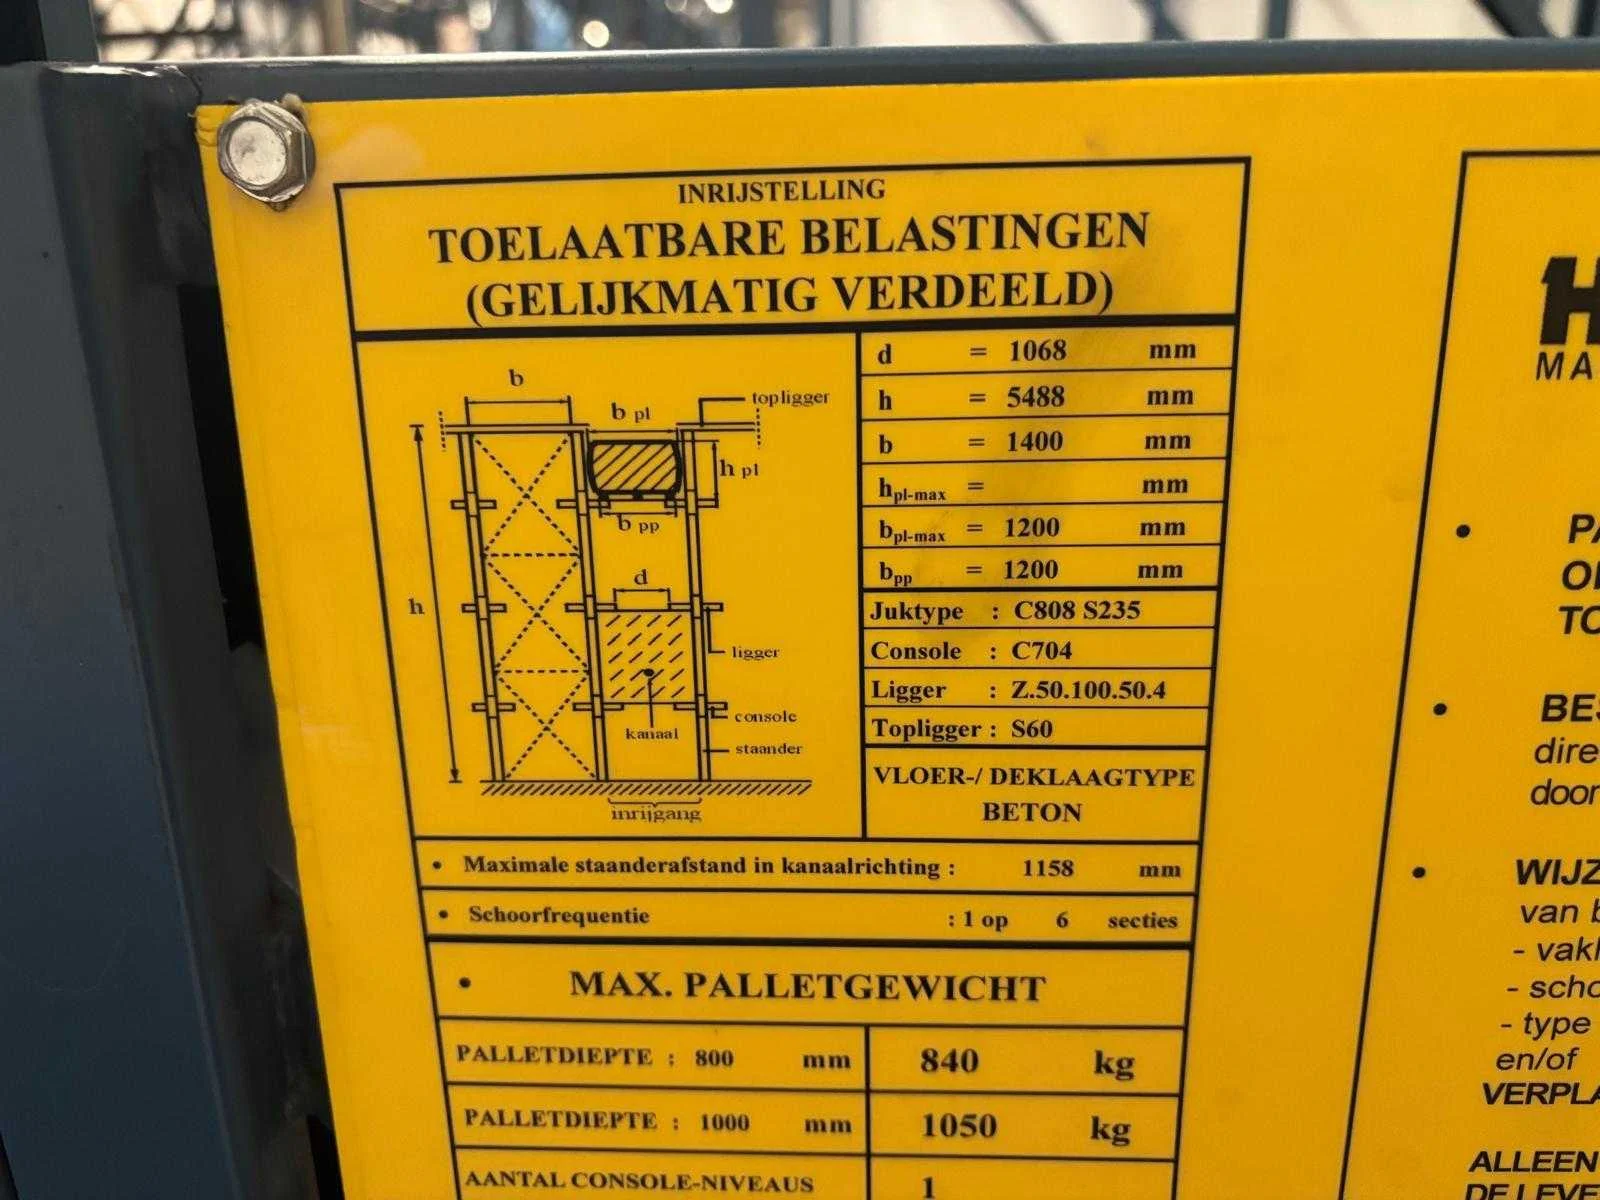 INRIJSTELLING
TOELAATBARE BELASTINGEN
(GELIJKMATIG VERDEELD)
b
b pl
topligger
h pl
b pp
d
h
ligger
console
kanaal
staander
inrijgang
d = 1068 mm
h = 5488 mm
b = 1400 mm
hpl-max = mm
bpl-max = 1200 mm
bpp = 1200 mm
Juktype : C808 S235
Console : C704
Ligger : Z.50.100.50.4
Topligger : S60
VLOER-/ DEKLAAGTYPE
BETON
• Maximale staanderafstand in kanaalrichting : 1158 mm
• Schoorfrequentie : 1 op 6 secties
• MAX. PALLETGEWICHT
PALLETDIEPTE : 800 mm 840 kg
PALLETDIEPTE : 1000 mm 1050 kg
AANTAL CONSOLE-NIVEAUS 1
MA
•
• BES
dire
door
• WIJZ
van b
- vakl
- scho
- type
en/of
VERPLA
ALLEEN
DE LEVE